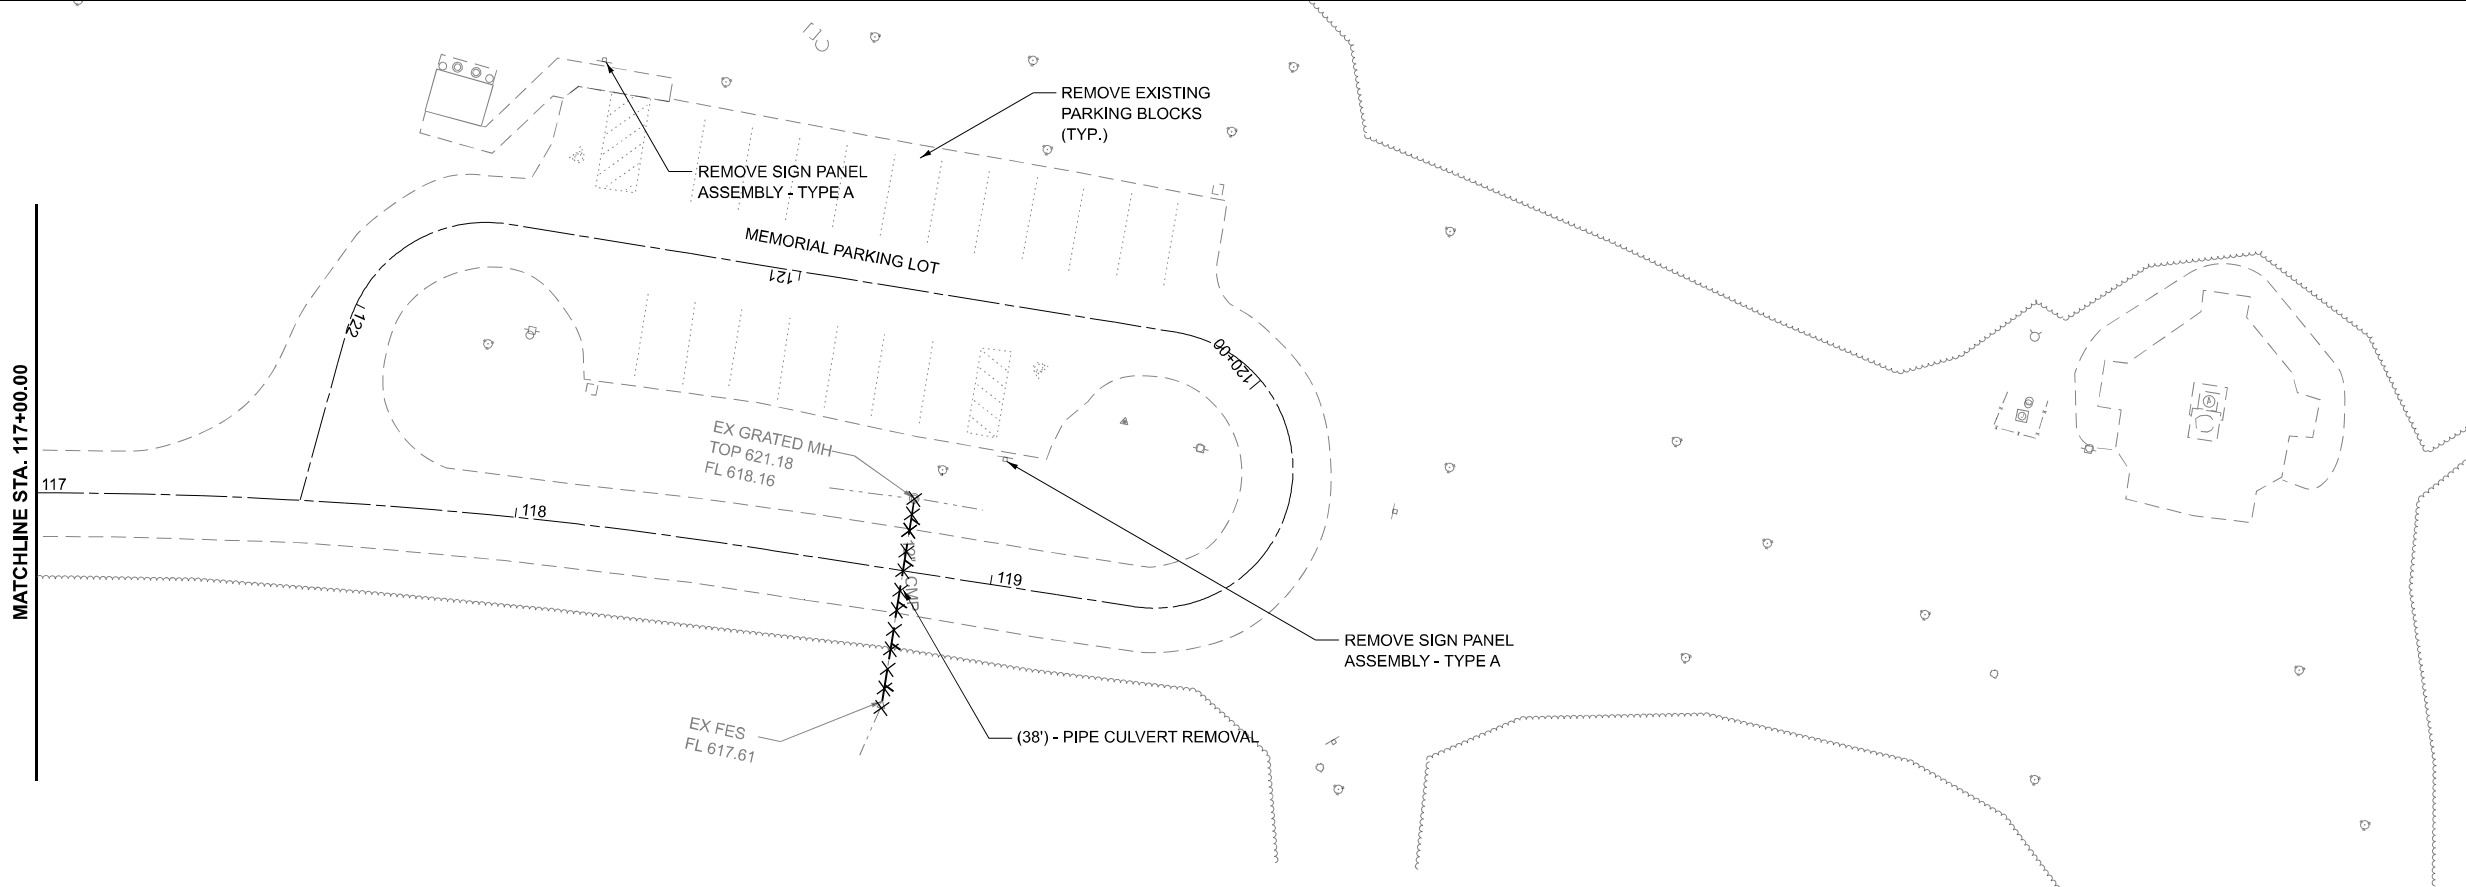 REMOVE EXISTING
PARKING BLOCKS
(TYP.)
REMOVE SIGN PANEL
ASSEMBLY - TYPE A
MEMORIAL PARKING LOT
121
122
120+00
MATCHLINE STA. 117+00.00
EX GRATED MH
TOP 621.18
FL 618.16
117
118
119
CMP
REMOVE SIGN PANEL
ASSEMBLY - TYPE A
EX FES
FL 617.61
(38') - PIPE CULVERT REMOVAL